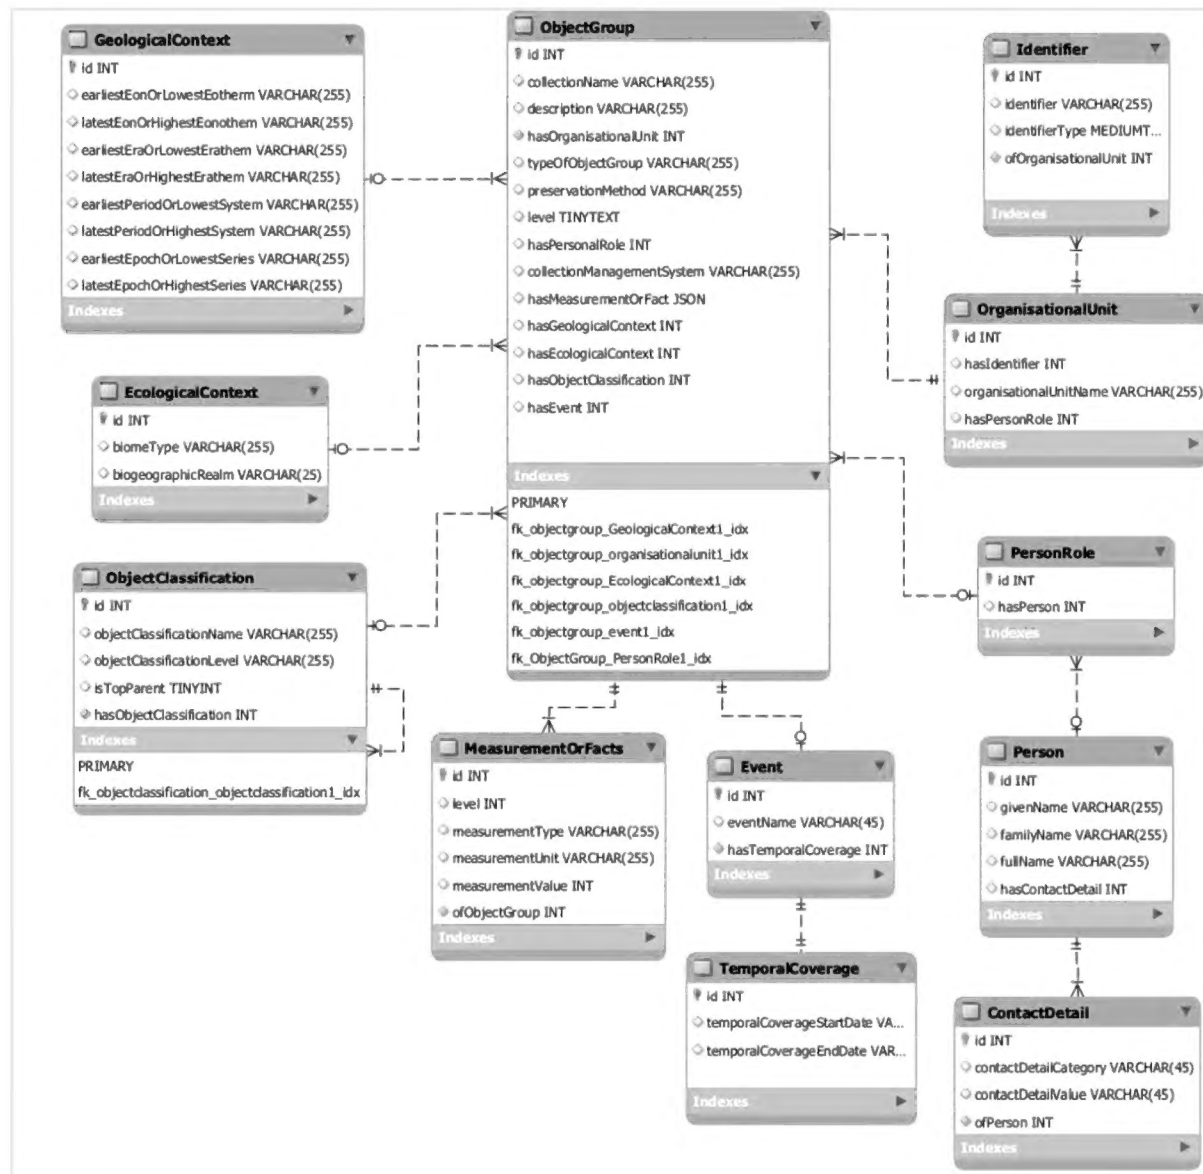 GeologicalContext
id INT
earliestEonOrLowestEotherm VARCHAR(255)
latestEonOrHighestEonothem VARCHAR(255)
earliestEraOrLowestErathem VARCHAR(255)
latestEraOrHighestErathem VARCHAR(255)
earliestPeriodOrLowestSystem VARCHAR(255)
latestPeriodOrHighestSystem VARCHAR(255)
earliestEpochOrLowestSeries VARCHAR(255)
latestEpochOrHighestSeries VARCHAR(255)
Indexes
EcologicalContext
id INT
biomeType VARCHAR(255)
biogeographicRealm VARCHAR(25)
Indexes
ObjectClassification
id INT
objectClassificationName VARCHAR(255)
objectClassificationLevel VARCHAR(255)
isTopParent TINYINT
hasObjectClassification INT
Indexes
PRIMARY
fk_objectclassification_objectclassification1_idx
ObjectGroup
id INT
collectionName VARCHAR(255)
description VARCHAR(255)
hasOrganisationalUnit INT
typeOfObjectGroup VARCHAR(255)
preservationMethod VARCHAR(255)
level TINYTEXT
hasPersonalRole INT
collectionManagementSystem VARCHAR(255)
hasMeasurementOrFact JSON
hasGeologicalContext INT
hasEcologicalContext INT
hasObjectClassification INT
hasEvent INT
Indexes
PRIMARY
fk_objectgroup_GeologicalContext1_idx
fk_objectgroup_organisationalunit1_idx
fk_objectgroup_EcologicalContext1_idx
fk_objectgroup_objectclassification1_idx
fk_objectgroup_event1_idx
fk_ObjectGroup_PersonRole1_idx
MeasurementOrFacts
id INT
level INT
measurementType VARCHAR(255)
measurementUnit VARCHAR(255)
measurementValue INT
ofObjectGroup INT
Indexes
Event
id INT
eventName VARCHAR(45)
hasTemporalCoverage INT
Indexes
TemporalCoverage
id INT
temporalCoverageStartDate VA...
temporalCoverageEndDate VAR...
Indexes
Identifier
id INT
identifier VARCHAR(255)
identifierType MEDIUMT...
ofOrganisationalUnit INT
Indexes
OrganisationalUnit
id INT
hasIdentifier INT
organisationalUnitName VARCHAR(255)
hasPersonRole INT
Indexes
PersonRole
id INT
hasPerson INT
Indexes
Person
id INT
givenName VARCHAR(255)
familyName VARCHAR(255)
fullName VARCHAR(255)
hasContactDetail INT
Indexes
ContactDetail
id INT
contactDetailCategory VARCHAR(45)
contactDetailValue VARCHAR(45)
ofPerson INT
Indexes